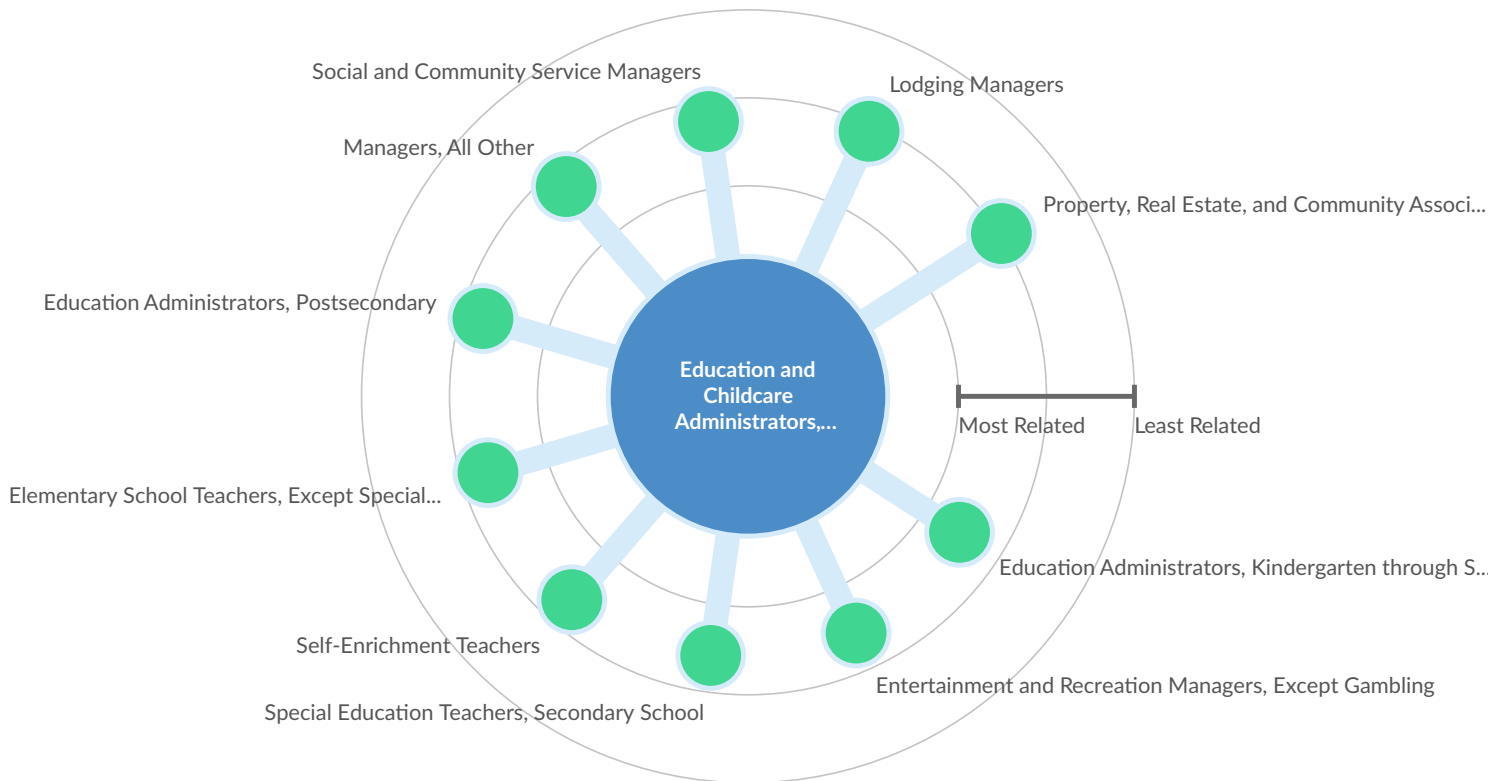 Social and Community Service Managers
Lodging Managers
Managers, All Other
Property, Real Estate, and Community Associ...
Education Administrators, Postsecondary
Education and
Childcare
Administrators,...
Most Related
Least Related
Elementary School Teachers, Except Special...
Education Administrators, Kindergarten through S...
Self-Enrichment Teachers
Entertainment and Recreation Managers, Except Gambling
Special Education Teachers, Secondary School